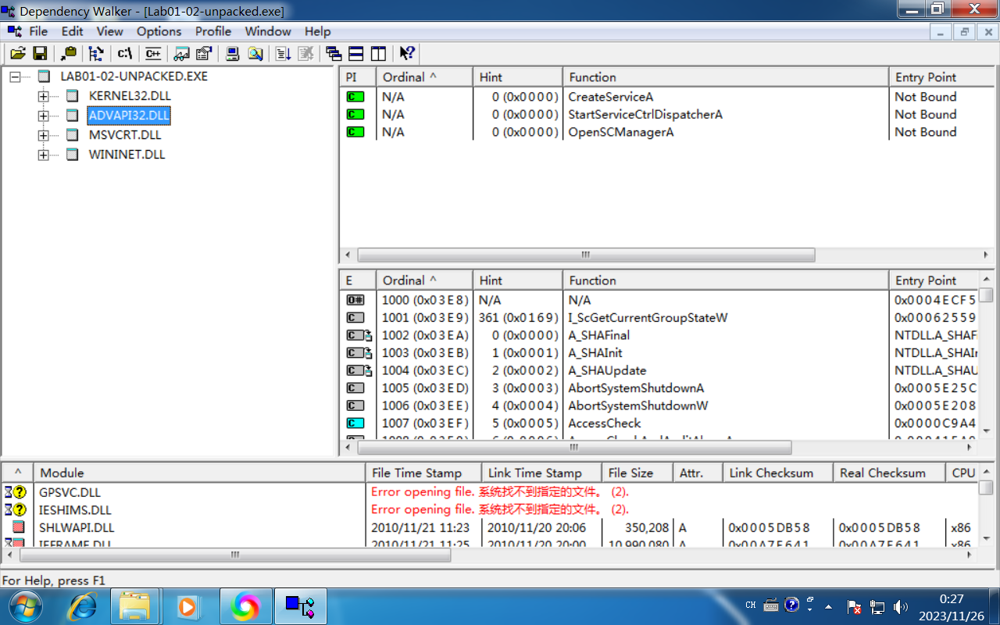 Dependency Walker - [Lab01-02-unpacked.exe]
File Edit View Options Profile Window Help
c:\ C++
LAB01-02-UNPACKED.EXE
KERNEL32.DLL
ADVAPI32.DLL
MSVCRT.DLL
WININET.DLL
PI Ordinal ^ Hint Function Entry Point
C N/A 0 (0x0000) CreateServiceA Not Bound
C N/A 0 (0x0000) StartServiceCtrlDispatcherA Not Bound
C N/A 0 (0x0000) OpenSCManagerA Not Bound
E Ordinal ^ Hint Function Entry Point
O# 1000 (0x03E8) N/A N/A 0x0004ECF5
C 1001 (0x03E9) 361 (0x0169) I_ScGetCurrentGroupStateW 0x00062559
C 1002 (0x03EA) 0 (0x0000) A_SHAFinal NTDLL.A_SHAF
C 1003 (0x03EB) 1 (0x0001) A_SHAInit NTDLL.A_SHAIr
C 1004 (0x03EC) 2 (0x0002) A_SHAUpdate NTDLL.A_SHAU
C 1005 (0x03ED) 3 (0x0003) AbortSystemShutdownA 0x0005E25C
C 1006 (0x03EE) 4 (0x0004) AbortSystemShutdownW 0x0005E208
C 1007 (0x03EF) 5 (0x0005) AccessCheck 0x0000C9A4
^ Module File Time Stamp Link Time Stamp File Size Attr. Link Checksum Real Checksum CPU
GPSVC.DLL Error opening file. 系统找不到指定的文件。 (2).
IESHIMS.DLL Error opening file. 系统找不到指定的文件。 (2).
SHLWAPI.DLL 2010/11/21 11:23 2010/11/20 20:06 350,208 A 0x0005DB58 0x0005DB58 x86
IEFRAME.DLL 2010/11/21 11:25 2010/11/20 20:00 10,990,080 A 0x00A7E641 0x00A7E641 x86
For Help, press F1
CH
0:27
2023/11/26